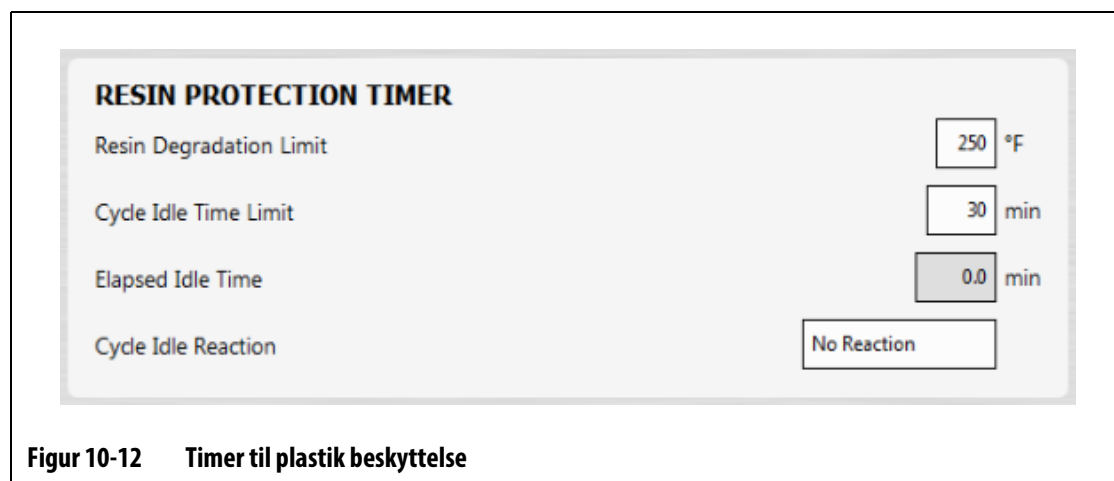 RESIN PROTECTION TIMER
Resin Degradation Limit 250 °F
Cycle Idle Time Limit 30 min
Elapsed Idle Time 0.0 min
Cycle Idle Reaction No Reaction
Figur 10-12 Timer til plastik beskyttelse